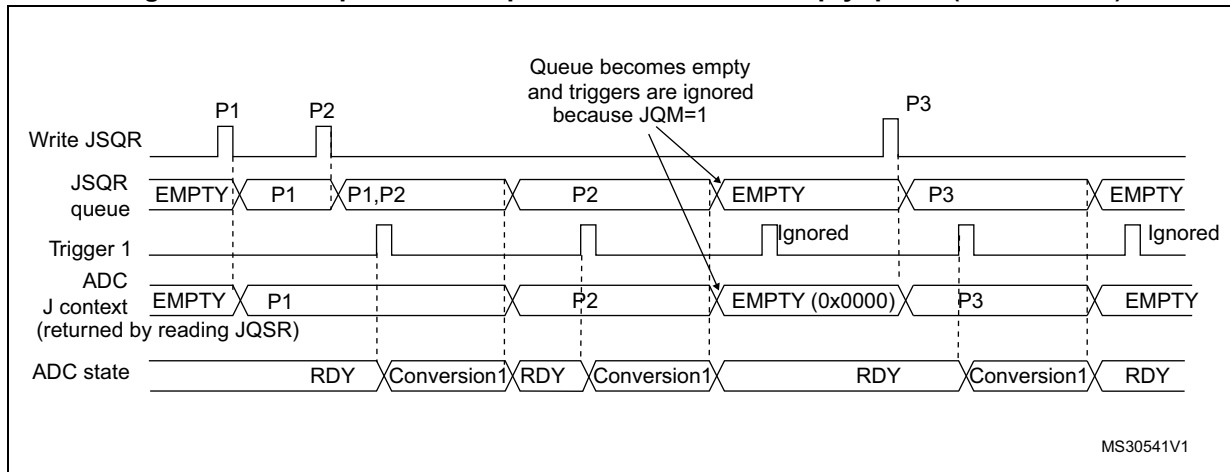 Queue becomes empty
and triggers are ignored
because JQM=1
P1
P2
P3
Write JSQR
JSQR
queue
EMPTY
P1
P1,P2
P2
EMPTY
P3
EMPTY
Trigger 1
Ignored
Ignored
ADC
J context
(returned by reading JQSR)
EMPTY
P1
P2
EMPTY (0x0000)
P3
EMPTY
ADC state
RDY
Conversion1
RDY
Conversion1
RDY
Conversion1
RDY
MS30541V1